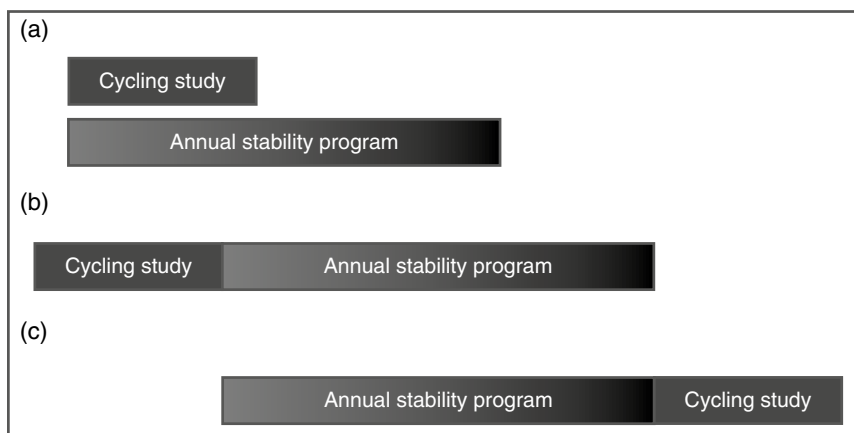 (a)
Cycling study
Annual stability program
(b)
Cycling study Annual stability program
(c)
Annual stability program Cycling study